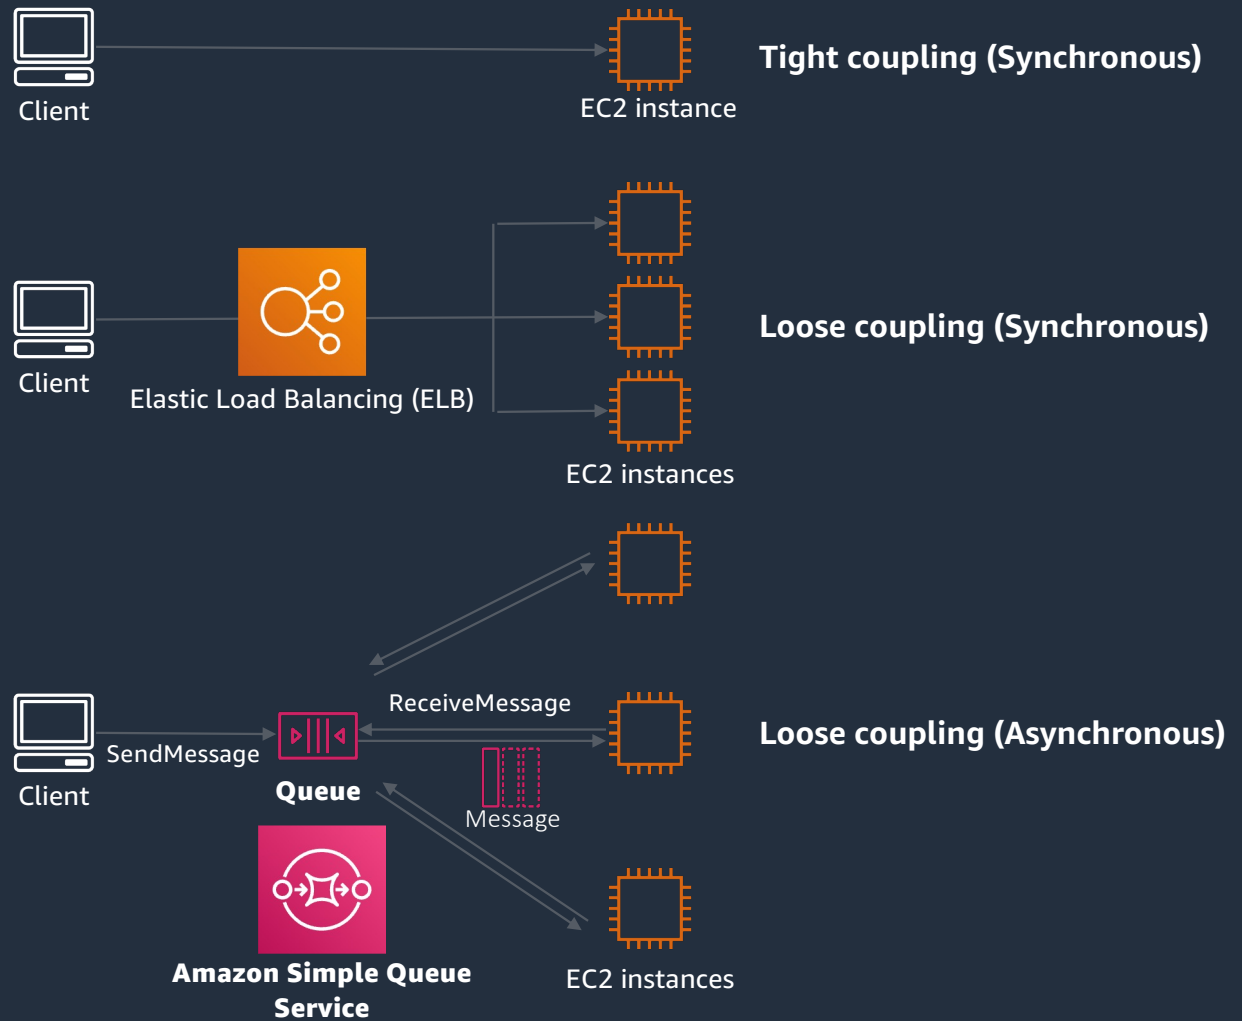 Tight coupling (Synchronous)
Client
EC2 instance
Loose coupling (Synchronous)
Client
Elastic Load Balancing (ELB)
EC2 instances
ReceiveMessage
Loose coupling (Asynchronous)
SendMessage
Client
Queue
Message
Amazon Simple Queue
Service
EC2 instances